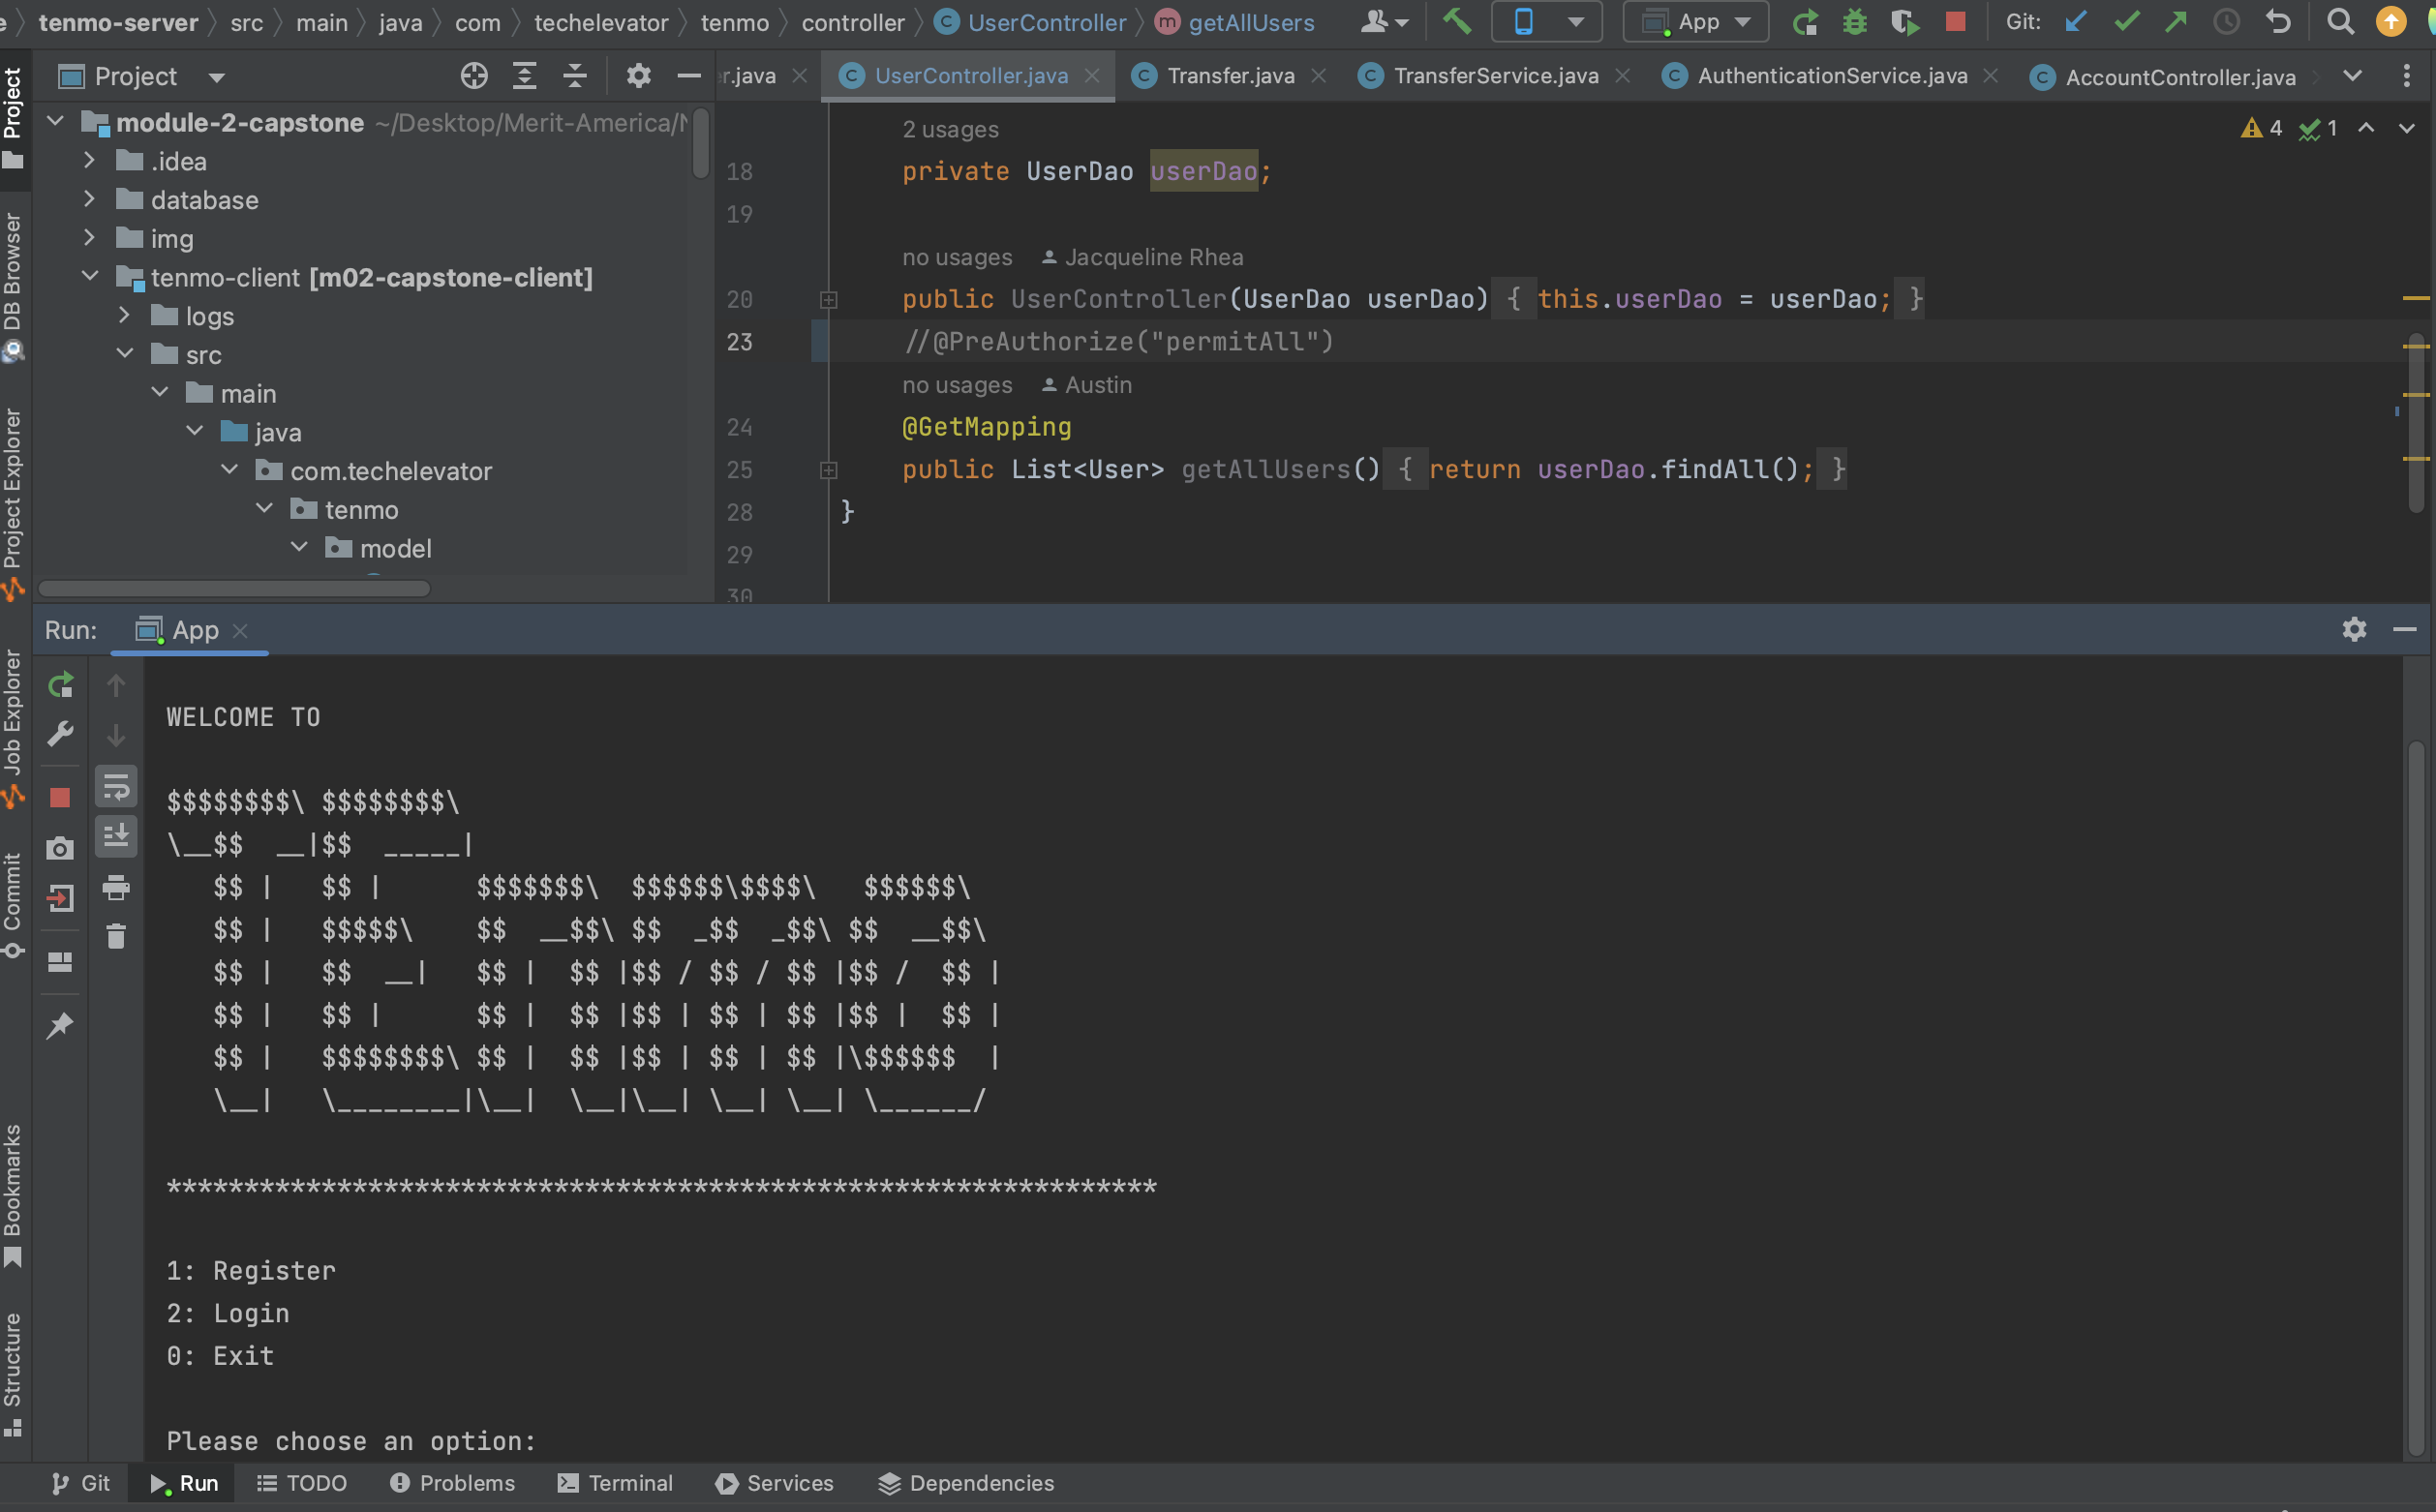 tenmo-server src main java com techelevator tenmo controller UserController getAllUsers App Git:
Project
r.java UserController.java Transfer.java TransferService.java AuthenticationService.java AccountController.java
module-2-capstone ~/Desktop/Merit-America/
.idea
database
img
tenmo-client [m02-capstone-client]
logs
src
main
java
com.techelevator
tenmo
model
2 usages
4 1
18 private UserDao userDao;
19
no usages Jacqueline Rhea
20 public UserController(UserDao userDao) { this.userDao = userDao; }
23 //@PreAuthorize("permitAll")
no usages Austin
24 @GetMapping
25 public List<User> getAllUsers() { return userDao.findAll(); }
28 }
29
30
Project
DB Browser
Project Explorer
Job Explorer
Commit
Bookmarks
Structure
Run: App
WELCOME TO
$$$$$$$$\ $$$$$$$$\
\__$$  __|$$  _____|
   $$ |   $$ |      $$$$$$$\  $$$$$$\$$$$\   $$$$$$\
   $$ |   $$$$$\    $$  __$$\ $$  _$$  _$$\ $$  __$$\
   $$ |   $$  __|   $$ |  $$ |$$ / $$ / $$ |$$ /  $$ |
   $$ |   $$ |      $$ |  $$ |$$ | $$ | $$ |$$ |  $$ |
   $$ |   $$$$$$$$\ $$ |  $$ |$$ | $$ | $$ |\$$$$$$  |
   \__|   \________|\__|  \__|\__| \__| \__| \______/
****************************************************************
1: Register
2: Login
0: Exit
Please choose an option:
Git Run TODO Problems Terminal Services Dependencies